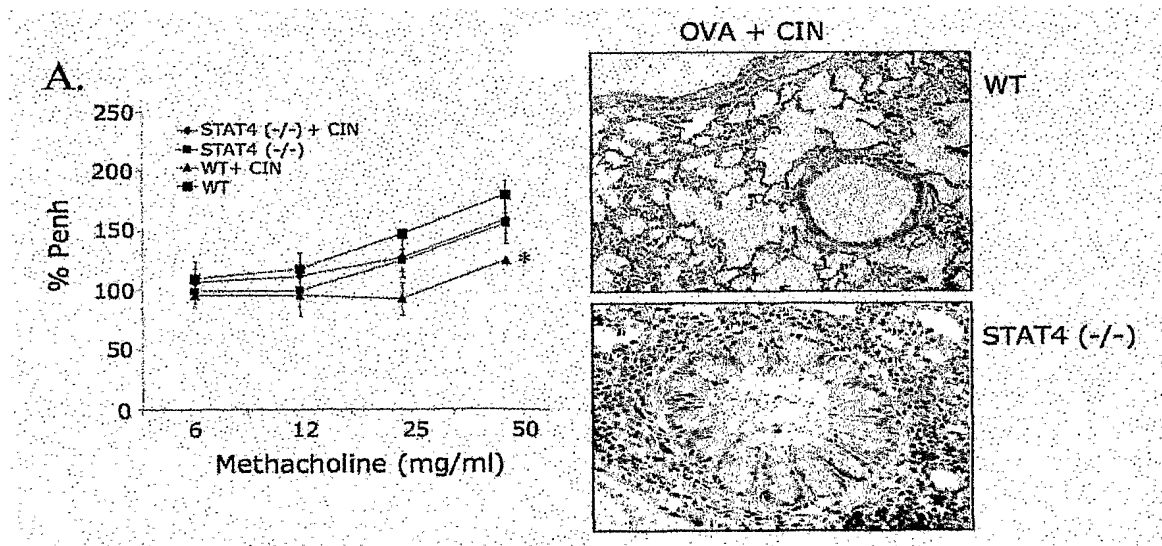 A.
250
200
150
100
50
0
% Penh
STAT4 (-/-) + CIN
STAT4 (-/-)
WT+ CIN
WT
*
6 12 25 50
Methacholine (mg/ml)
OVA + CIN
WT
STAT4 (-/-)